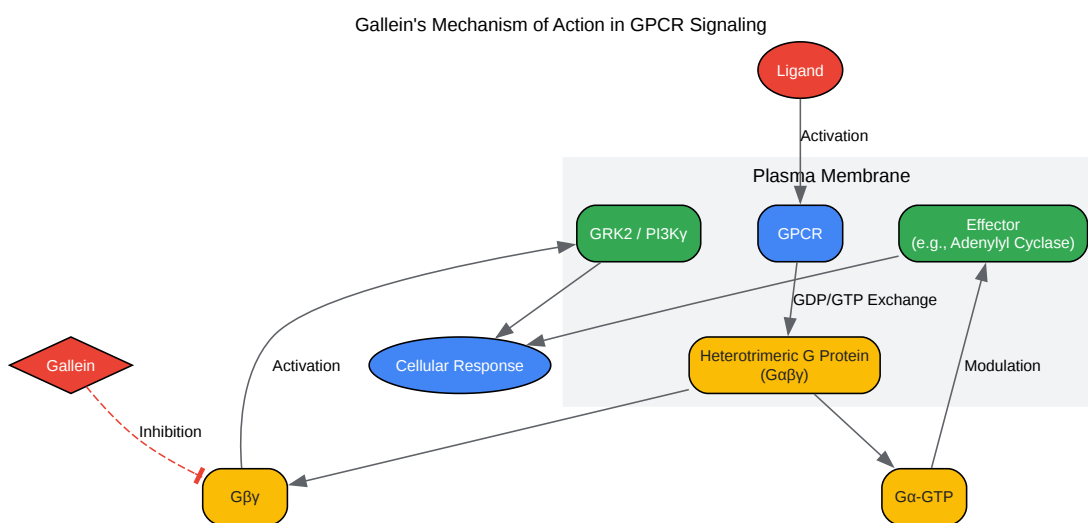 Gallein's Mechanism of Action in GPCR Signaling
Ligand
Activation
Plasma Membrane
GRK2 / PI3Kγ
GPCR
Effector
(e.g., Adenylyl Cyclase)
GDP/GTP Exchange
Gallein
Activation
Cellular Response
Heterotrimeric G Protein
(Gαβγ)
Modulation
Inhibition
Gβγ
Gα-GTP